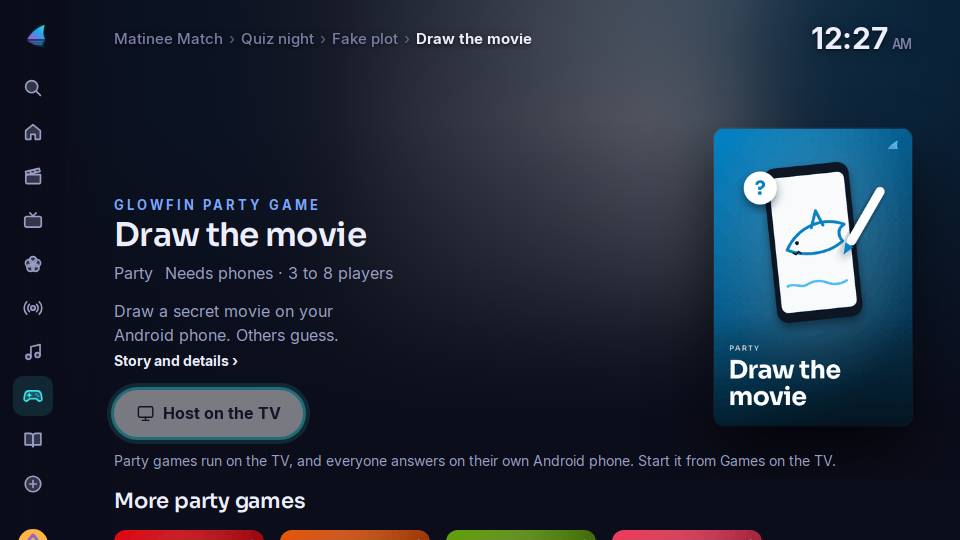 Matinee Match › Quiz night › Fake plot › Draw the movie
12:27 AM
GLOWFIN PARTY GAME
Draw the movie
Party Needs phones · 3 to 8 players
Draw a secret movie on your
Android phone. Others guess.
Story and details ›
Host on the TV
Party games run on the TV, and everyone answers on their own Android phone. Start it from Games on the TV.
More party games
?
PARTY
Draw the
movie